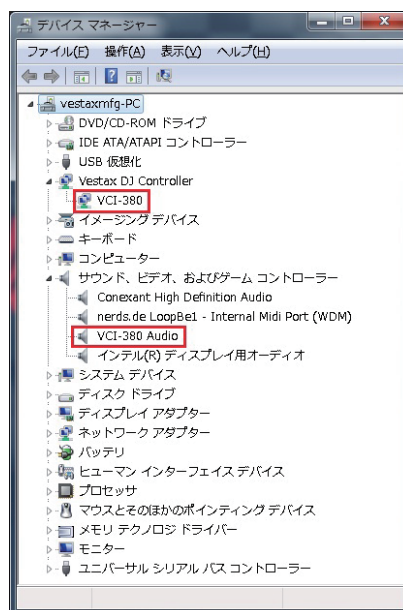 デバイス マネージャー
ファイル(F) 操作(A) 表示(V) ヘルプ(H)
vestaxmfg-PC
DVD/CD-ROM ドライブ
IDE ATA/ATAPI コントローラー
USB 仮想化
Vestax DJ Controller
VCI-380
イメージング デバイス
キーボード
コンピューター
サウンド、ビデオ、およびゲーム コントローラー
Conexant High Definition Audio
nerds.de LoopBe1 - Internal Midi Port (WDM)
VCI-380 Audio
インテル(R) ディスプレイ用オーディオ
システム デバイス
ディスク ドライブ
ディスプレイ アダプター
ネットワーク アダプター
バッテリ
ヒューマン インターフェイス デバイス
プロセッサ
マウスとそのほかのポインティング デバイス
メモリ テクノロジ ドライバー
モニター
ユニバーサル シリアル バス コントローラー